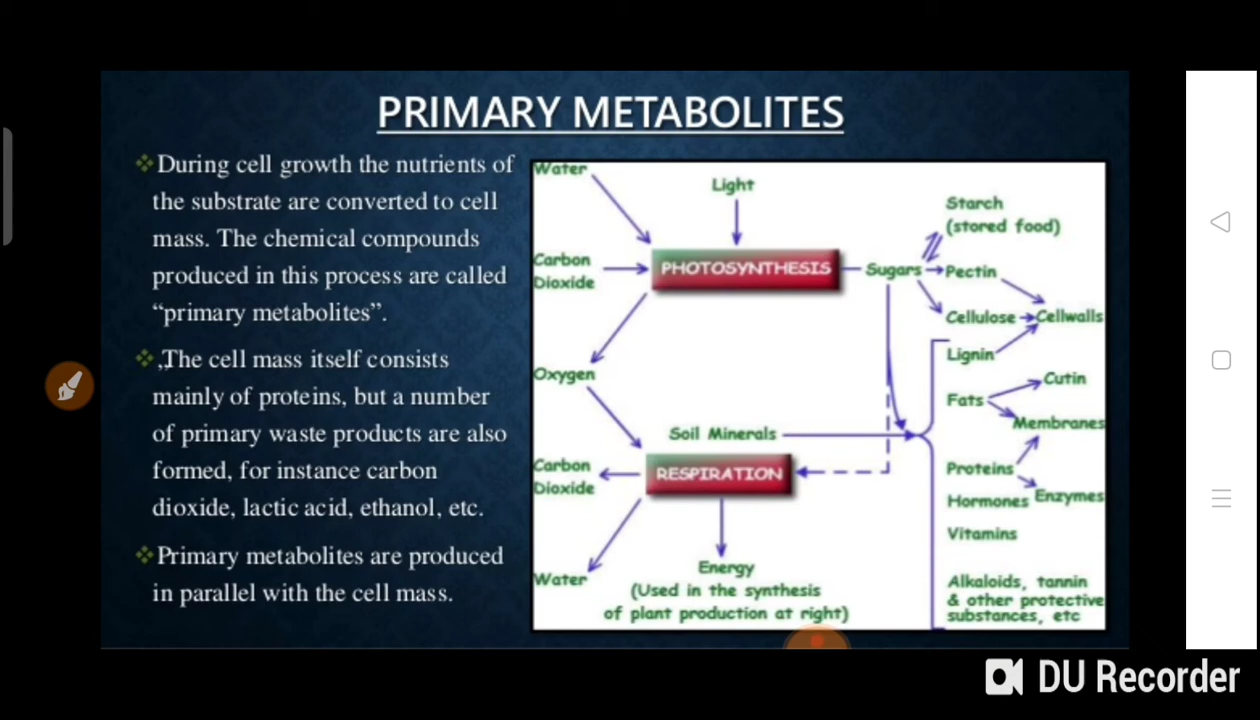 PRIMARY METABOLITES
During cell growth the nutrients of
the substrate are converted to cell
mass. The chemical compounds
produced in this process are called
“primary metabolites”.
,The cell mass itself consists
mainly of proteins, but a number
of primary waste products are also
formed, for instance carbon
dioxide, lactic acid, ethanol, etc.
Primary metabolites are produced
in parallel with the cell mass.
Water
Light
Carbon
Dioxide
PHOTOSYNTHESIS
Sugars
Starch
(stored food)
Pectin
Cellulose
Cellwalls
Lignin
Oxygen
Fats
Cutin
Membranes
Soil Minerals
Carbon
Dioxide
RESPIRATION
Proteins
Hormones
Enzymes
Vitamins
Water
Energy
(Used in the synthesis
of plant production at right)
Alkaloids, tannin
& other protective
substances, etc
DU Recorder